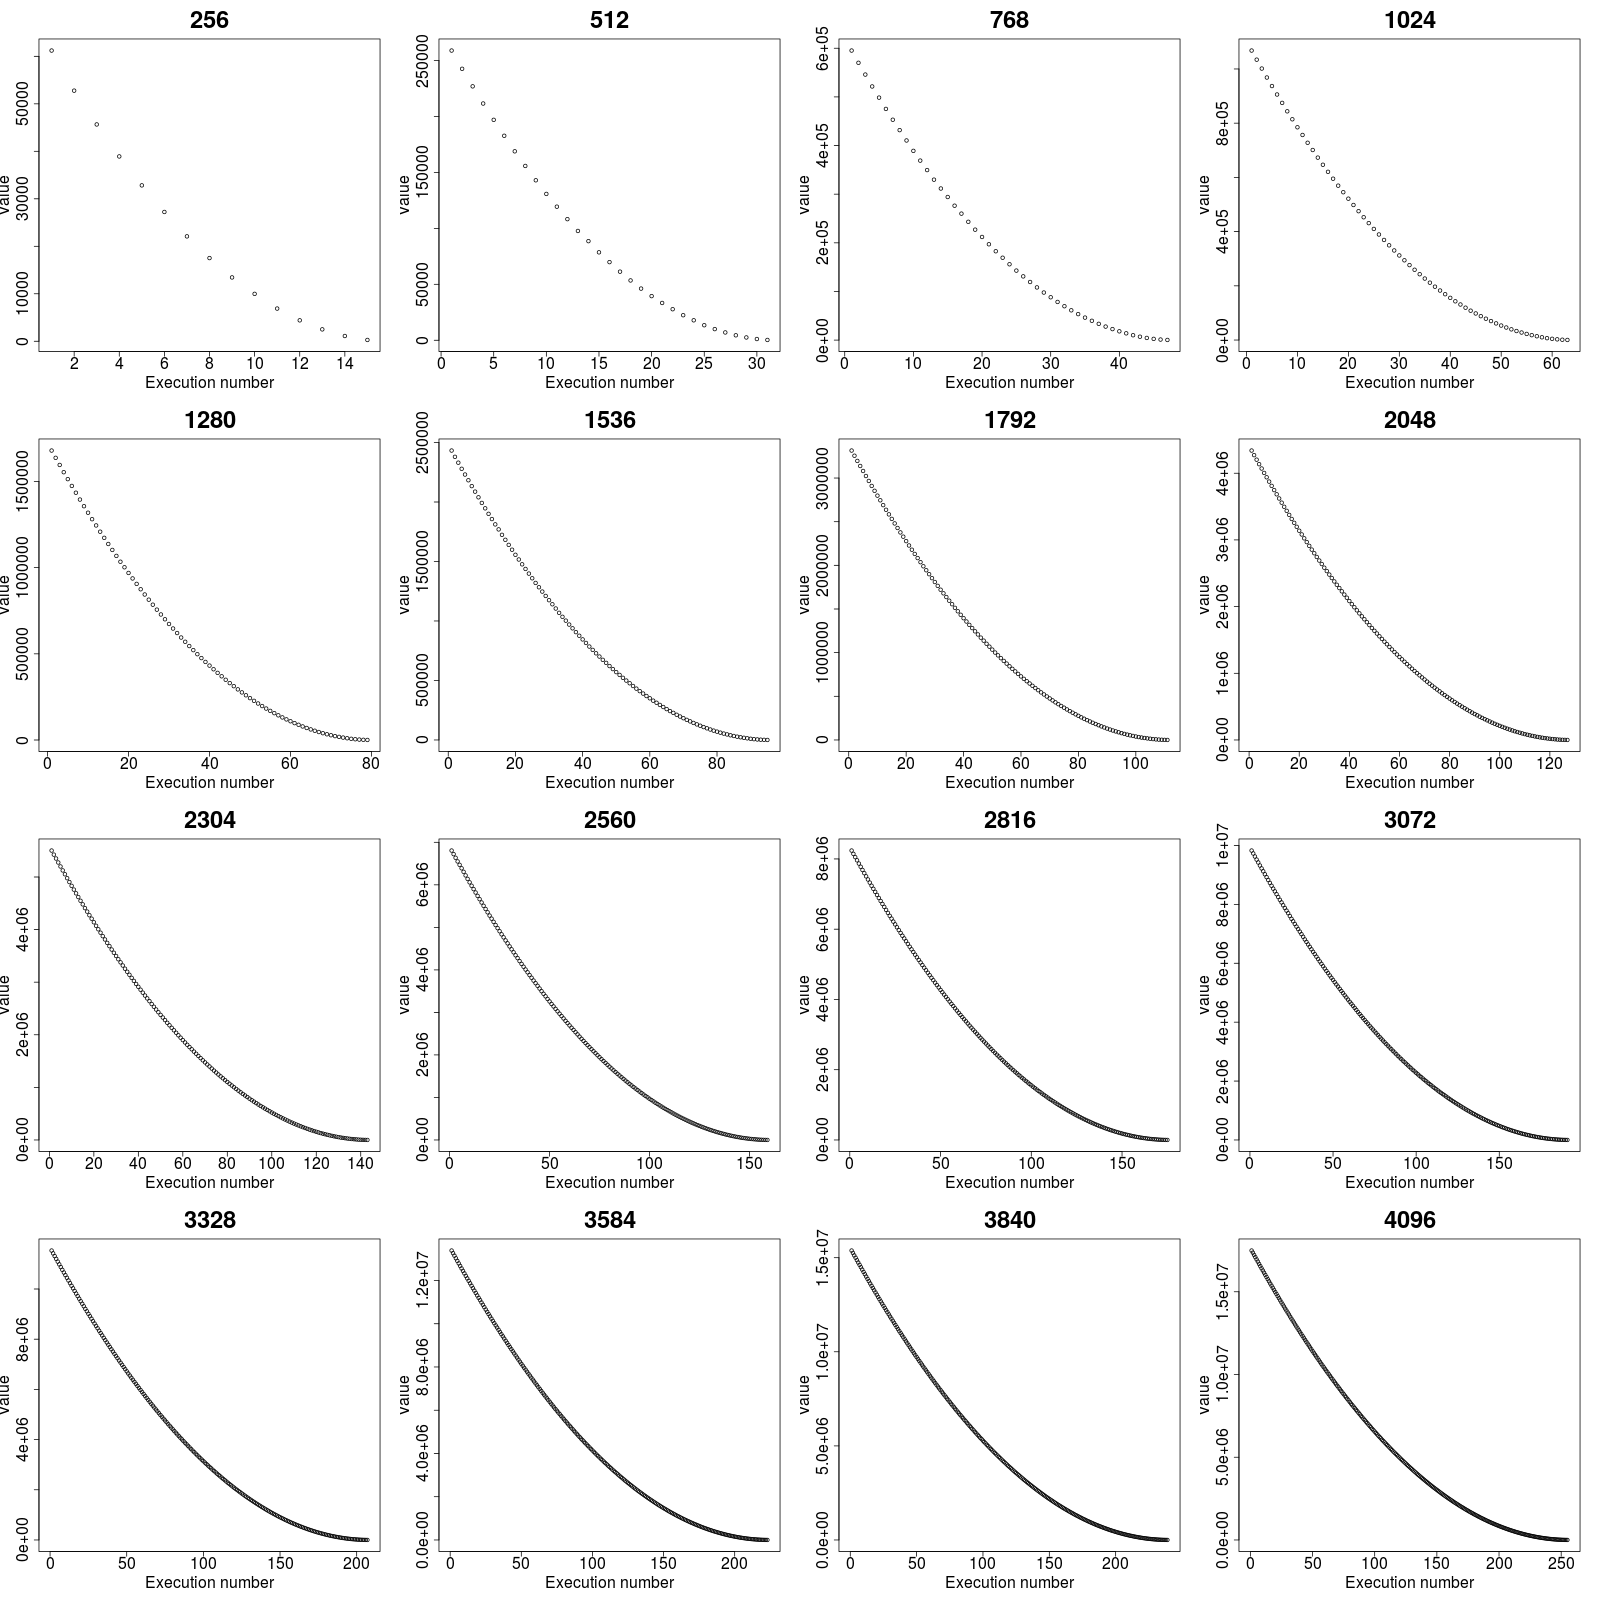 256
value
50000
30000
10000
0
2 4 6 8 10 12 14
Execution number
512
value
250000
150000
50000
0
0 5 10 15 20 25 30
Execution number
768
value
6e+05
4e+05
2e+05
0e+00
0 10 20 30 40
Execution number
1024
value
8e+05
4e+05
0e+00
0 10 20 30 40 50 60
Execution number
1280
value
1500000
1000000
500000
0
0 20 40 60 80
Execution number
1536
value
2500000
1500000
500000
0
0 20 40 60 80
Execution number
1792
value
3000000
2000000
1000000
0
0 20 40 60 80 100
Execution number
2048
value
4e+06
3e+06
2e+06
1e+06
0e+00
0 20 40 60 80 100 120
Execution number
2304
value
4e+06
2e+06
0e+00
0 20 40 60 80 100 120 140
Execution number
2560
value
6e+06
4e+06
2e+06
0e+00
0 50 100 150
Execution number
2816
value
8e+06
6e+06
4e+06
2e+06
0e+00
0 50 100 150
Execution number
3072
value
1e+07
8e+06
6e+06
4e+06
2e+06
0e+00
0 50 100 150
Execution number
3328
value
8e+06
4e+06
0e+00
0 50 100 150 200
Execution number
3584
value
1.2e+07
8.0e+06
4.0e+06
0.0e+00
0 50 100 150 200
Execution number
3840
value
1.5e+07
1.0e+07
5.0e+06
0.0e+00
0 50 100 150 200
Execution number
4096
value
1.5e+07
1.0e+07
5.0e+06
0.0e+00
0 50 100 150 200 250
Execution number